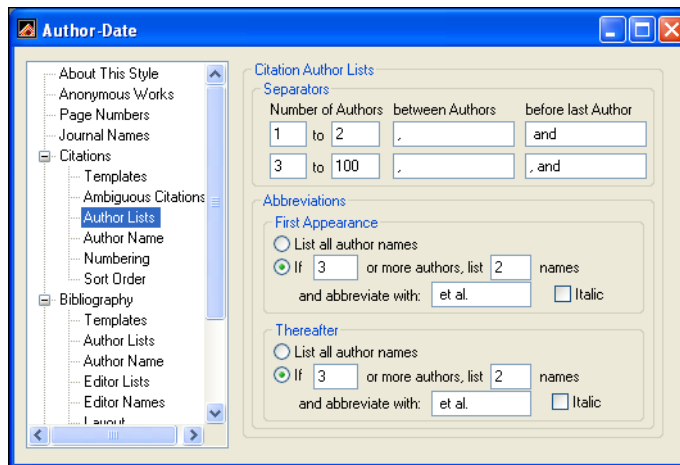 Author-Date
About This Style
Anonymous Works
Page Numbers
Journal Names
Citations
Templates
Ambiguous Citations
Author Lists
Author Name
Numbering
Sort Order
Bibliography
Templates
Author Lists
Author Name
Editor Lists
Editor Names
Layout
Citation Author Lists
Separators
Number of Authors between Authors before last Author
1 to 2 , and
3 to 100 , , and
Abbreviations
First Appearance
List all author names
If 3 or more authors, list 2 names
and abbreviate with: et al. Italic
Thereafter
List all author names
If 3 or more authors, list 2 names
and abbreviate with: et al. Italic